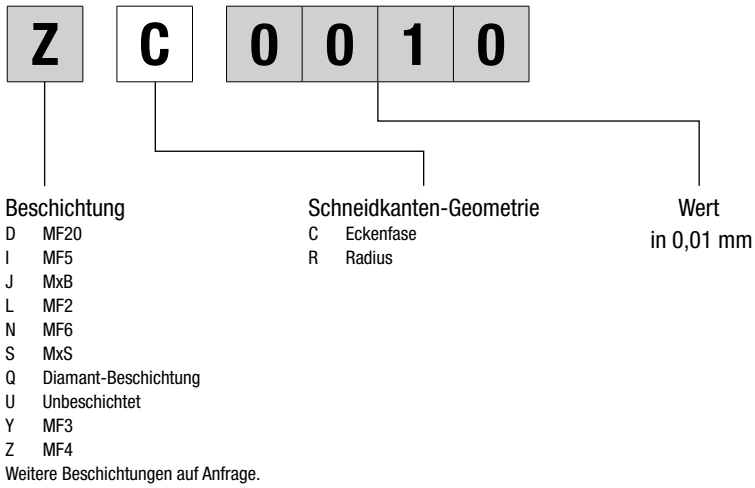 Z C 0 0 1 0
Beschichtung
D MF20
I MF5
J MxB
L MF2
N MF6
S MxS
Q Diamant-Beschichtung
U Unbeschichtet
Y MF3
Z MF4
Weitere Beschichtungen auf Anfrage.
Schneidkanten-Geometrie
C Eckenfase
R Radius
Wert
in 0,01 mm